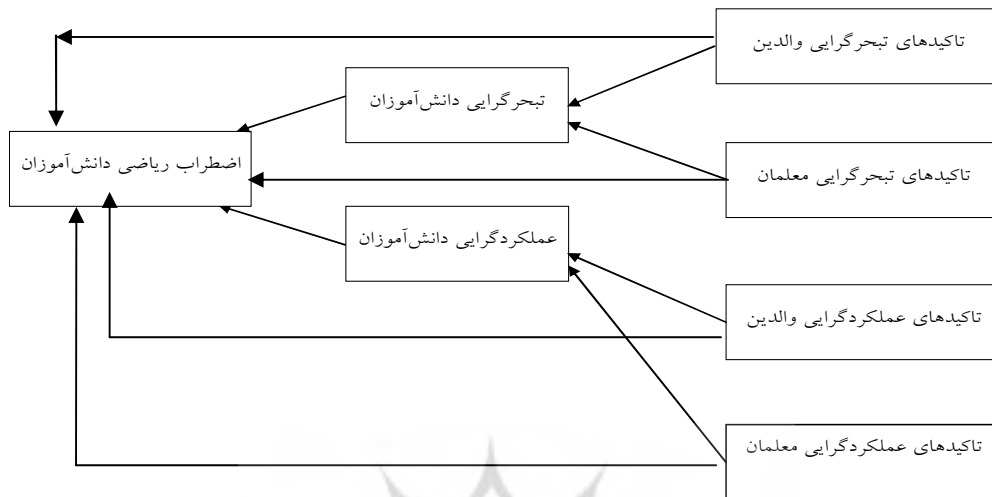 تاکیدهای تبحرگرایی والدین
تبحرگرایی دانش‌آموزان
اضطراب ریاضی دانش‌آموزان
تاکیدهای تبحرگرایی معلمان
عملکردگرایی دانش‌آموزان
تاکیدهای عملکردگرایی والدین
تاکیدهای عملکردگرایی معلمان